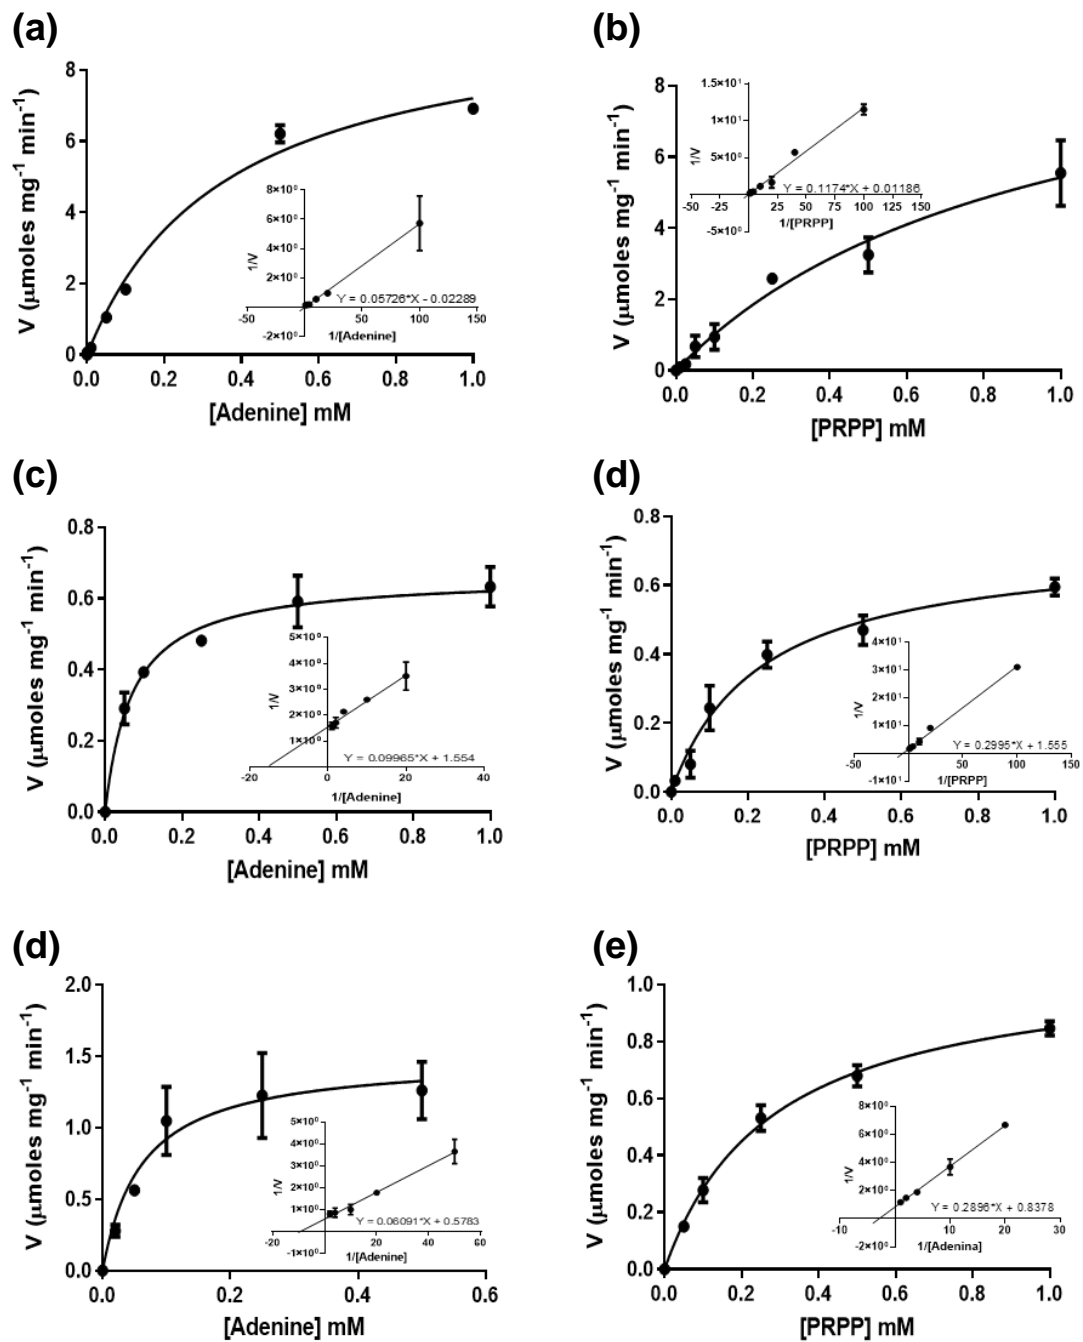 (a)
8
6
4
2
0
V (μmoles mg⁻¹ min⁻¹)
0.0 0.2 0.4 0.6 0.8 1.0
[Adenine] mM
8×10⁰
6×10⁰
4×10⁰
2×10⁰
-2×10⁰
1/V
-50 50 100 150
Y = 0.05726*X - 0.02289
1/[Adenine]
(b)
8
6
4
2
0
V (μmoles mg⁻¹ min⁻¹)
0.0 0.2 0.4 0.6 0.8 1.0
[PRPP] mM
1.5×10¹
1×10¹
5×10⁰
-5×10⁰
1/V
-50 -25 25 50 75 100 125 150
Y = 0.1174*X + 0.01186
1/[PRPP]
(c)
0.8
0.6
0.4
0.2
0.0
V (μmoles mg⁻¹ min⁻¹)
0.0 0.2 0.4 0.6 0.8 1.0
[Adenine] mM
5×10⁰
4×10⁰
3×10⁰
2×10⁰
1×10⁰
1/V
-20 0 20 40
Y = 0.09965*X + 1.554
1/[Adenine]
(d)
0.8
0.6
0.4
0.2
0.0
V (μmoles mg⁻¹ min⁻¹)
0.0 0.2 0.4 0.6 0.8 1.0
[PRPP] mM
4×10¹
3×10¹
2×10¹
1×10¹
-1×10¹
1/V
-50 50 100 150
Y = 0.2995*X + 1.555
1/[PRPP]
(d)
2.0
1.5
1.0
0.5
0.0
V (μmoles mg⁻¹ min⁻¹)
0.0 0.2 0.4 0.6
[Adenine] mM
5×10⁰
4×10⁰
3×10⁰
2×10⁰
1×10⁰
-1×10⁰
1/V
-20 20 40 60
Y = 0.06091*X + 0.5783
1/[Adenine]
(e)
1.0
0.8
0.6
0.4
0.2
0.0
V (μmoles mg⁻¹ min⁻¹)
0.0 0.2 0.4 0.6 0.8 1.0
[PRPP] mM
8×10⁰
6×10⁰
4×10⁰
2×10⁰
-2×10⁰
1/V
-10 10 20 30
Y = 0.2896*X + 0.8378
1/[Adenina]